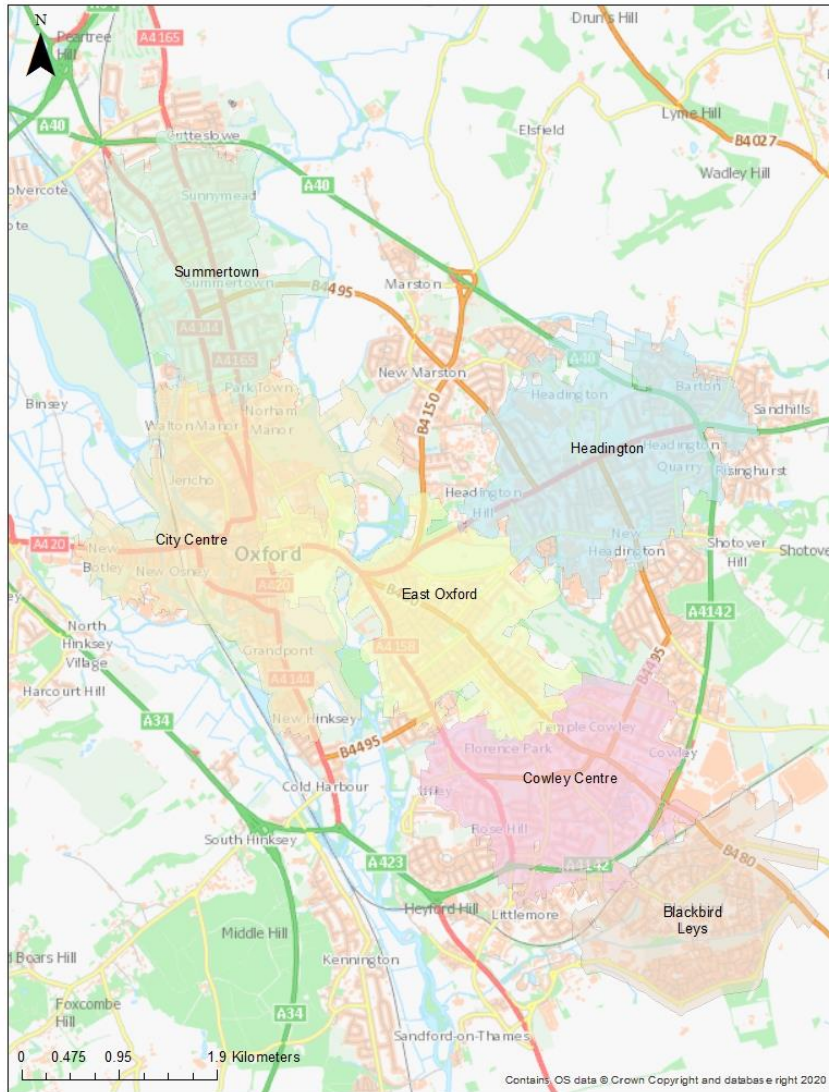 N
Peartree
Hill
A4165
Drun's Hill
A40
Cutteslowe
Elsfield
Lyme Hill
B4027
olvercote
Sunnymead
A40
Wadley Hill
ote
Summertown
Summertown
Marston
B4495
A4144
A4165
New Marston
A40
Binsey
Park Town
Headington
Barton
Walton Manor
Norham
Manor
B4150
Sandhills
Headington
Headington
Quarry
Jericho
Headington
Hill
Risinghurst
A420
City Centre
Oxford
New
Botley
New Osney
New
Headington
Shotover
Hill
Shotove
A420
B480
East Oxford
A4142
North
Hinksey
Village
Grandpont
A4158
B4495
Harcourt Hill
A4144
A34
New Hinksey
Temple Cowley
B4495
Florence Park
Cowley
Cold Harbour
Iffley
Cowley Centre
South Hinksey
Rose Hill
A423
A4142
B480
Heyford Hill
Littlemore
Blackbird
Leys
Middle Hill
d Boars Hill
Kennington
Foxcombe
Hill
A34
Sandford-on-Thames
0 0.475 0.95 1.9 Kilometers
Contains OS data © Crown Copyright and database right 2020